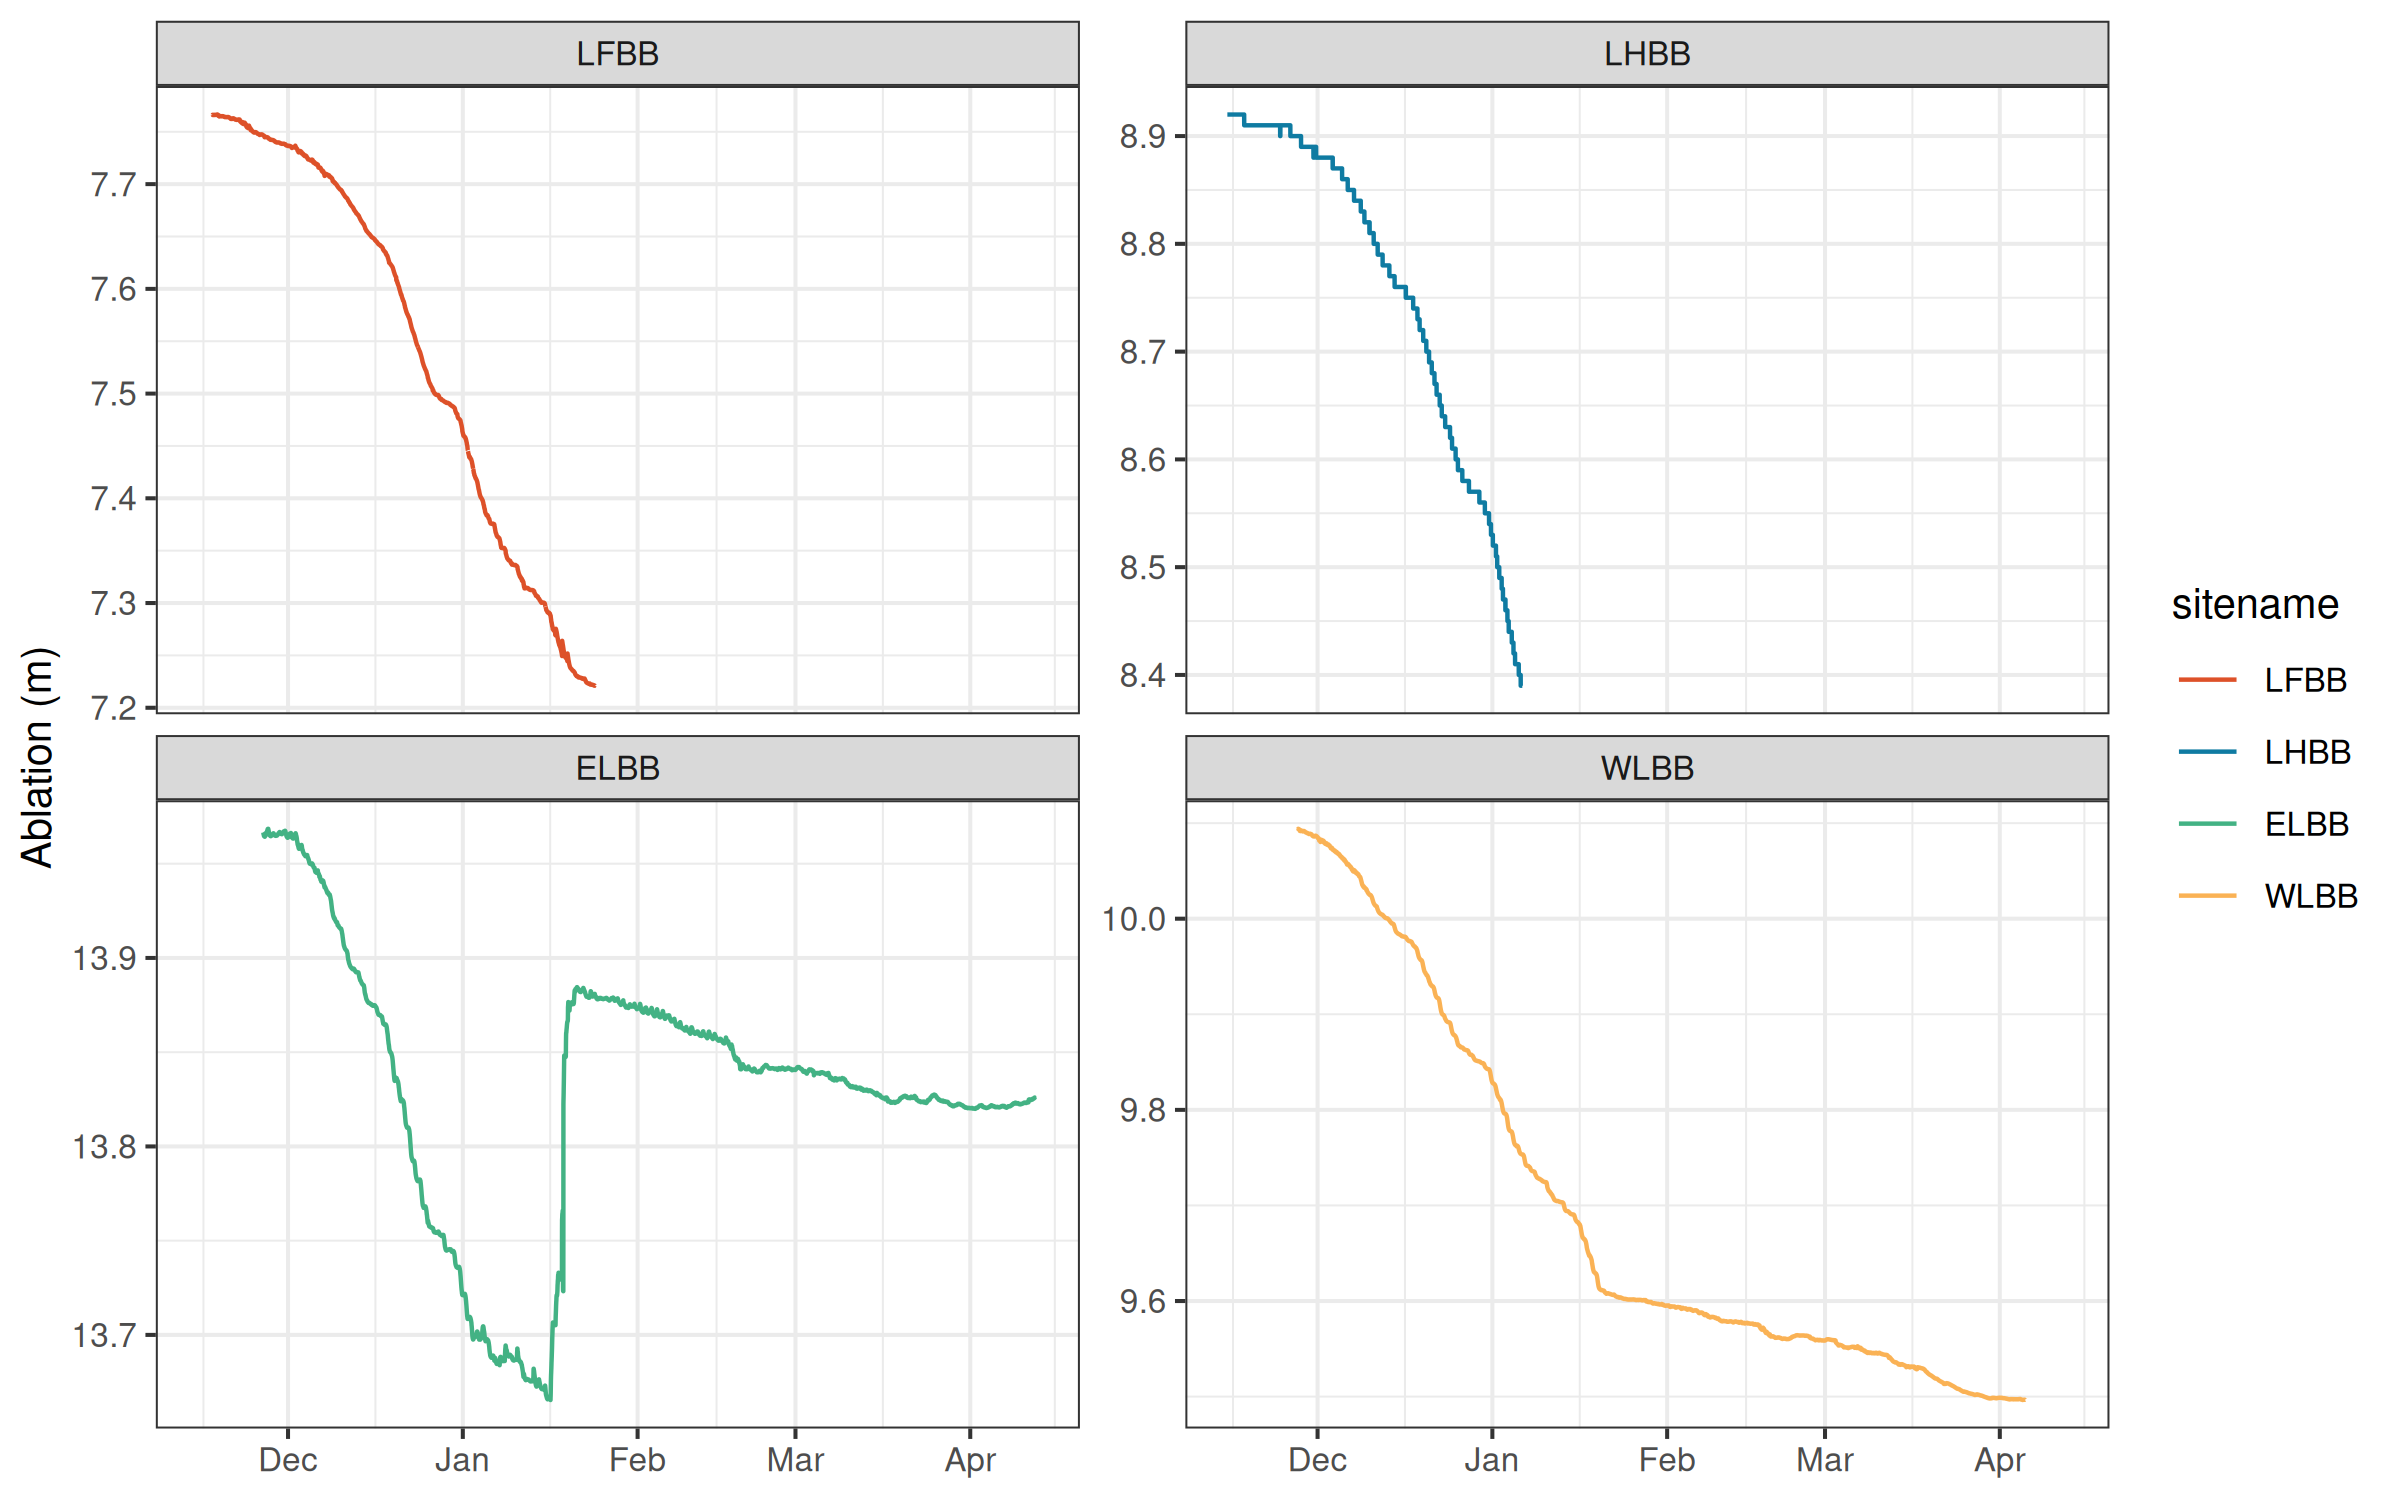 LFBB
LHBB
7.7
7.6
7.5
7.4
7.3
7.2
8.9
8.8
8.7
8.6
8.5
8.4
Ablation (m)
ELBB
WLBB
13.9
13.8
13.7
10.0
9.8
9.6
Dec Jan Feb Mar Apr
Dec Jan Feb Mar Apr
sitename
LFBB
LHBB
ELBB
WLBB